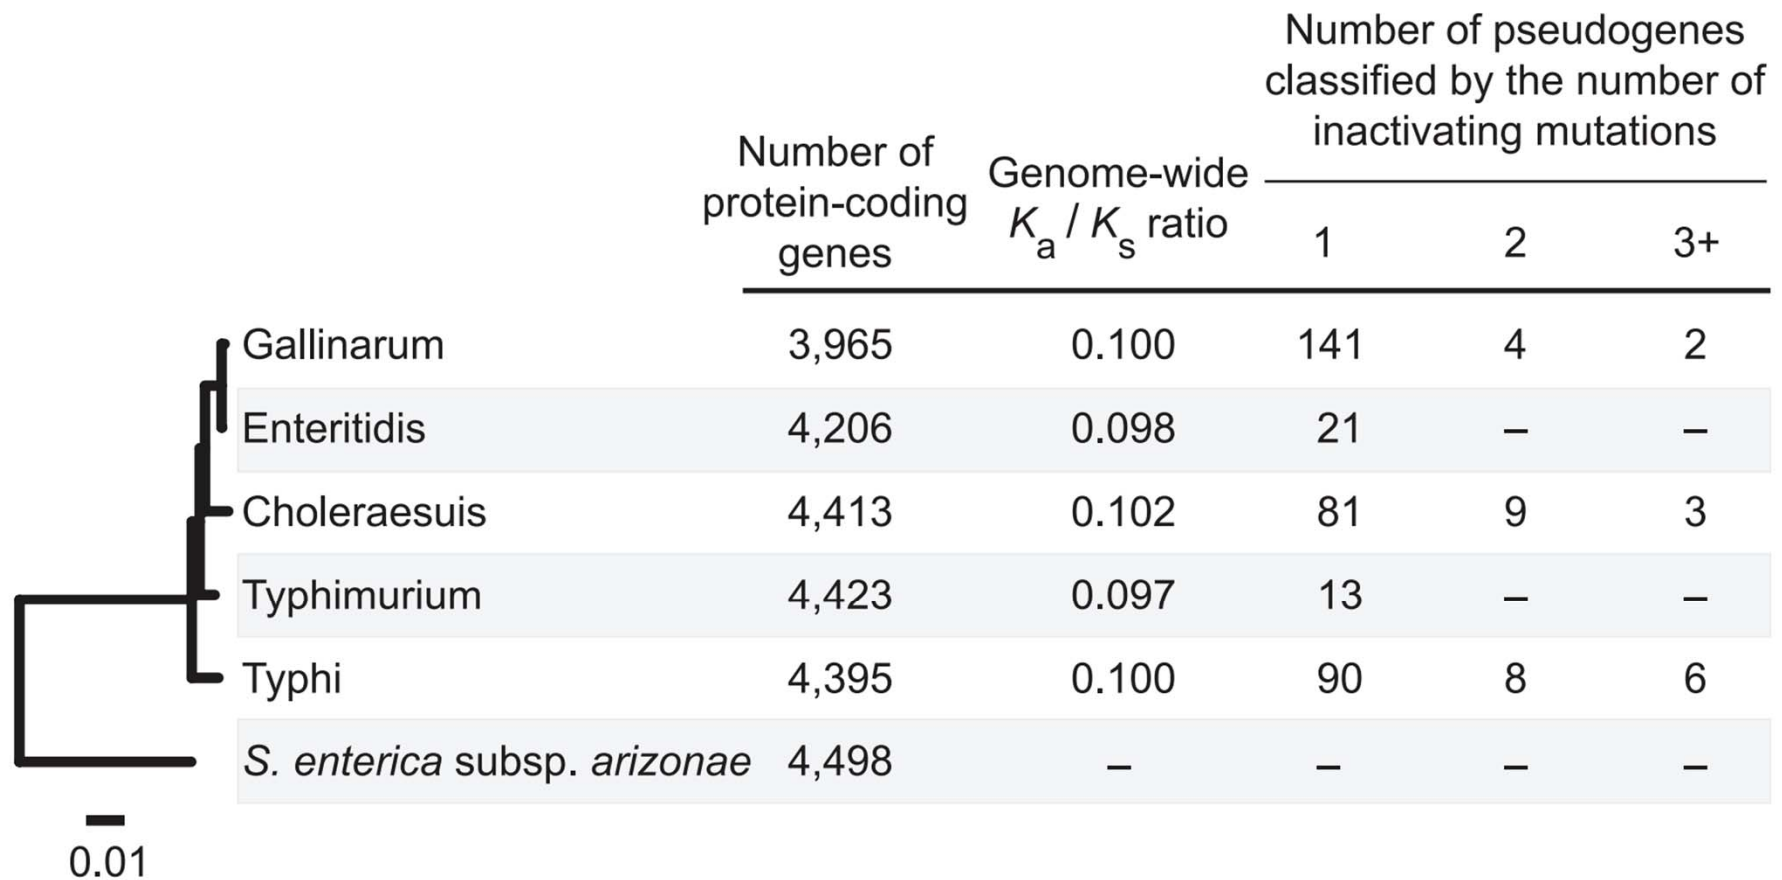 Number of pseudogenes
classified by the number of
inactivating mutations
Number of
protein-coding
genes
Genome-wide
Ka / Ks ratio
1 2 3+
Gallinarum 3,965 0.100 141 4 2
Enteritidis 4,206 0.098 21 – –
Choleraesuis 4,413 0.102 81 9 3
Typhimurium 4,423 0.097 13 – –
Typhi 4,395 0.100 90 8 6
S. enterica subsp. arizonae 4,498 – – – –
0.01